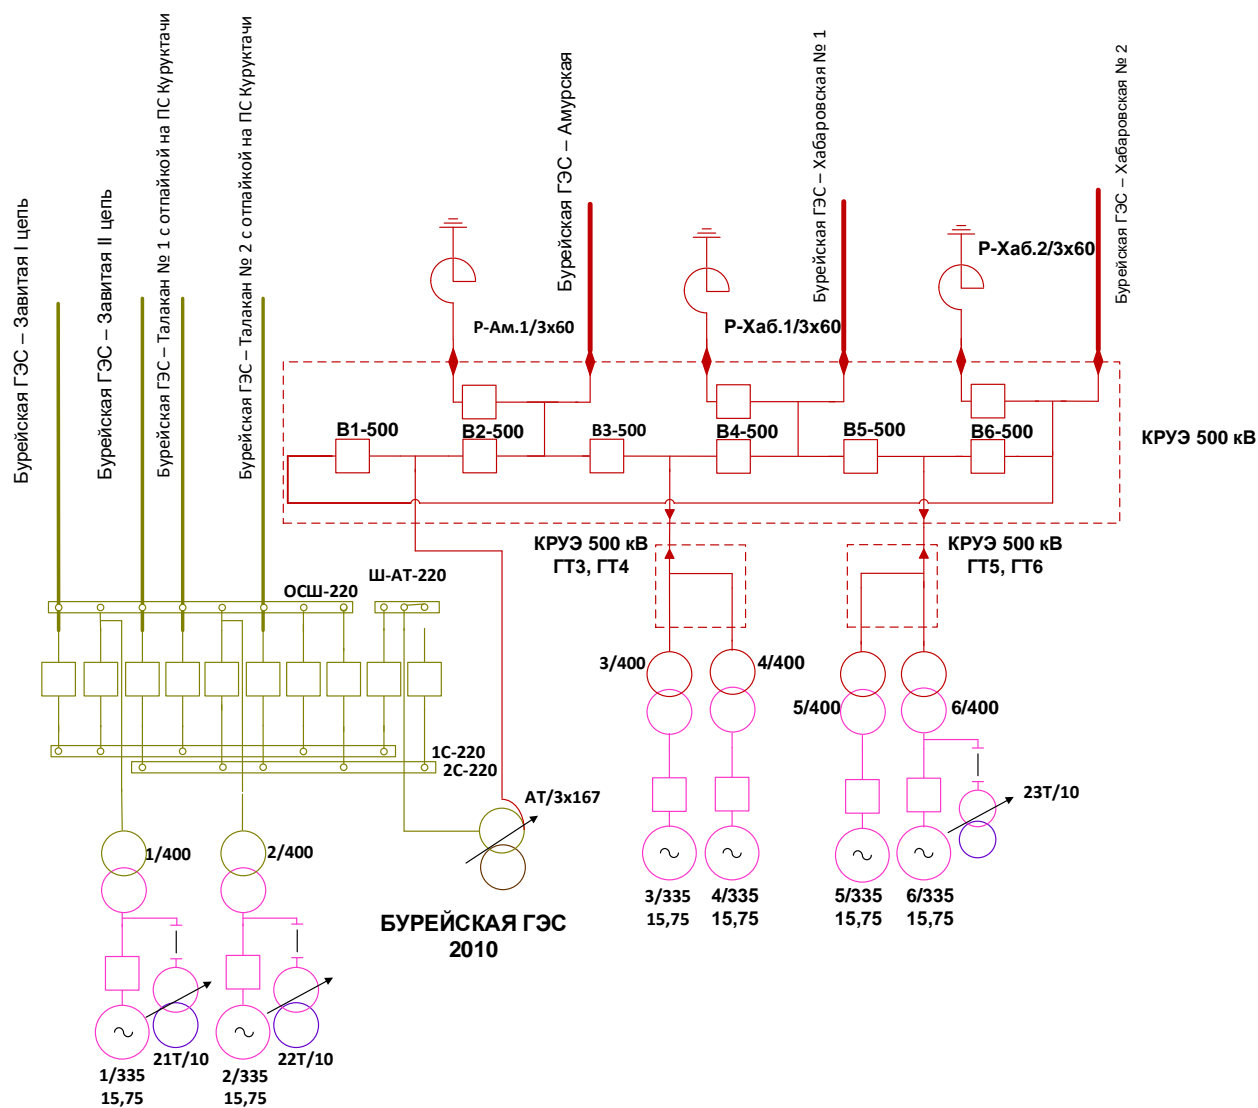 Бурейская ГЭС – Завитая I цепь
Бурейская ГЭС – Завитая II цепь
Бурейская ГЭС – Талакан № 1 с отпайкой на ПС Куруктачи
Бурейская ГЭС – Талакан № 2 с отпайкой на ПС Куруктачи
Бурейская ГЭС – Амурская
Бурейская ГЭС – Хабаровская № 1
Бурейская ГЭС – Хабаровская № 2
Р-Ам.1/3х60
Р-Хаб.1/3х60
Р-Хаб.2/3х60
В1-500
В2-500
В3-500
В4-500
В5-500
В6-500
КРУЭ 500 кВ
КРУЭ 500 кВ
ГТ3, ГТ4
КРУЭ 500 кВ
ГТ5, ГТ6
ОСШ-220
Ш-АТ-220
1С-220
2С-220
3/400
4/400
5/400
6/400
АТ/3х167
23Т/10
1/400
2/400
3/335
15,75
4/335
15,75
5/335
15,75
6/335
15,75
БУРЕЙСКАЯ ГЭС
2010
21Т/10
22Т/10
1/335
15,75
2/335
15,75